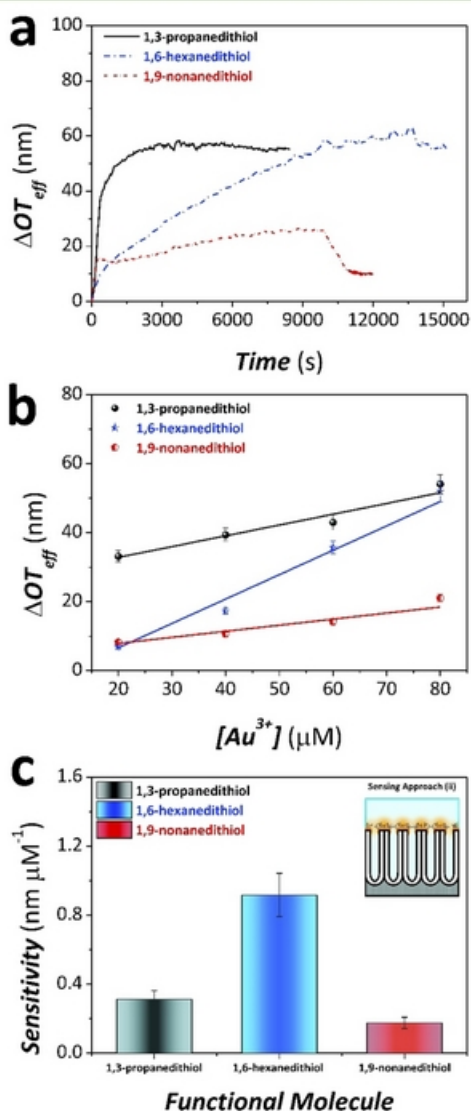 a
100
80
60
40
20
0
ΔOT_eff (nm)
1,3-propanedithiol
1,6-hexanedithiol
1,9-nonanedithiol
0 3000 6000 9000 12000 15000
Time (s)
b
80
60
40
20
0
ΔOT_eff (nm)
1,3-propanedithiol
1,6-hexanedithiol
1,9-nonanedithiol
20 30 40 50 60 70 80
[Au³⁺] (μM)
c
1.6
1.2
0.8
0.4
0.0
Sensitivity (nm μM⁻¹)
1,3-propanedithiol
1,6-hexanedithiol
1,9-nonanedithiol
Sensing Approach (ii)
1,3-propanedithiol 1,6-hexanedithiol 1,9-nonanedithiol
Functional Molecule